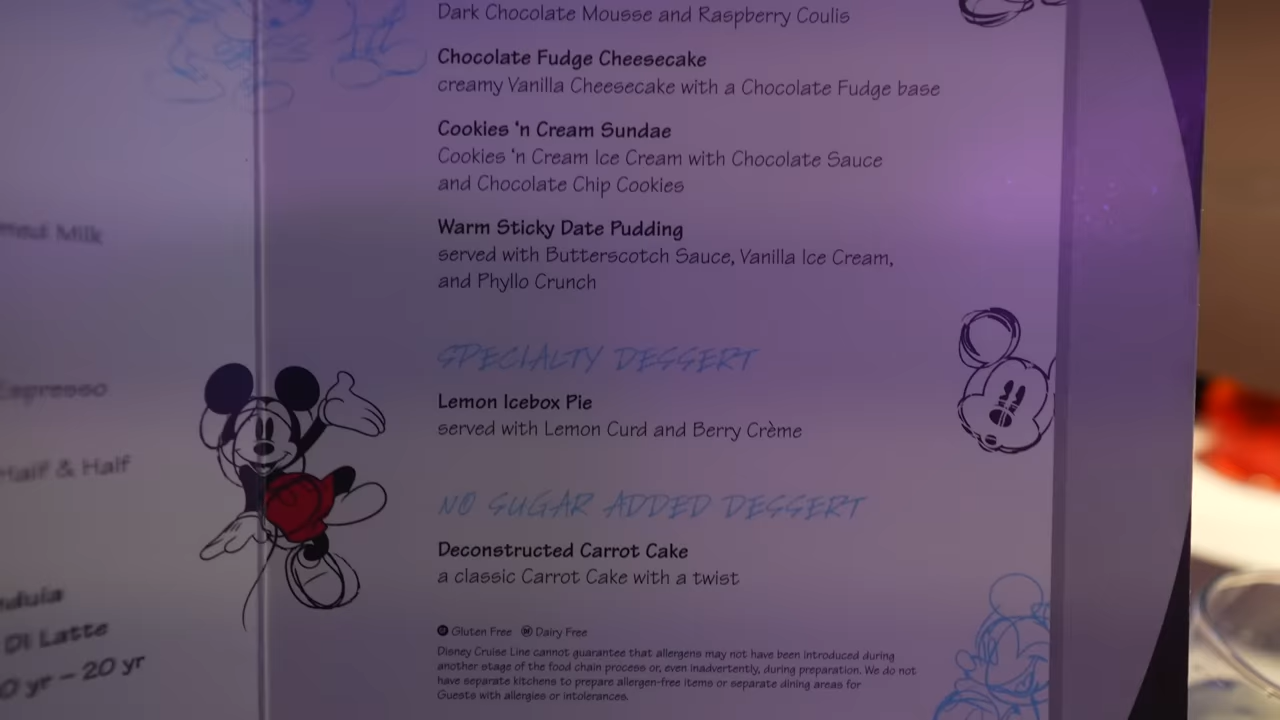 Milk
Espresso
Half & Half
Di Latte
yr – 20 yr
Dark Chocolate Mousse and Raspberry Coulis
Chocolate Fudge Cheesecake
creamy Vanilla Cheesecake with a Chocolate Fudge base
Cookies 'n Cream Sundae
Cookies 'n Cream Ice Cream with Chocolate Sauce
and Chocolate Chip Cookies
Warm Sticky Date Pudding
served with Butterscotch Sauce, Vanilla Ice Cream,
and Phyllo Crunch
SPECIALTY DESSERT
Lemon Icebox Pie
served with Lemon Curd and Berry Crème
NO SUGAR ADDED DESSERT
Deconstructed Carrot Cake
a classic Carrot Cake with a twist
Gluten Free Dairy Free
Disney Cruise Line cannot guarantee that allergens may not have been introduced during
another stage of the food chain process or, even inadvertently, during preparation. We do not
have separate kitchens to prepare allergen-free items or separate dining areas for
Guests with allergies or intolerances.